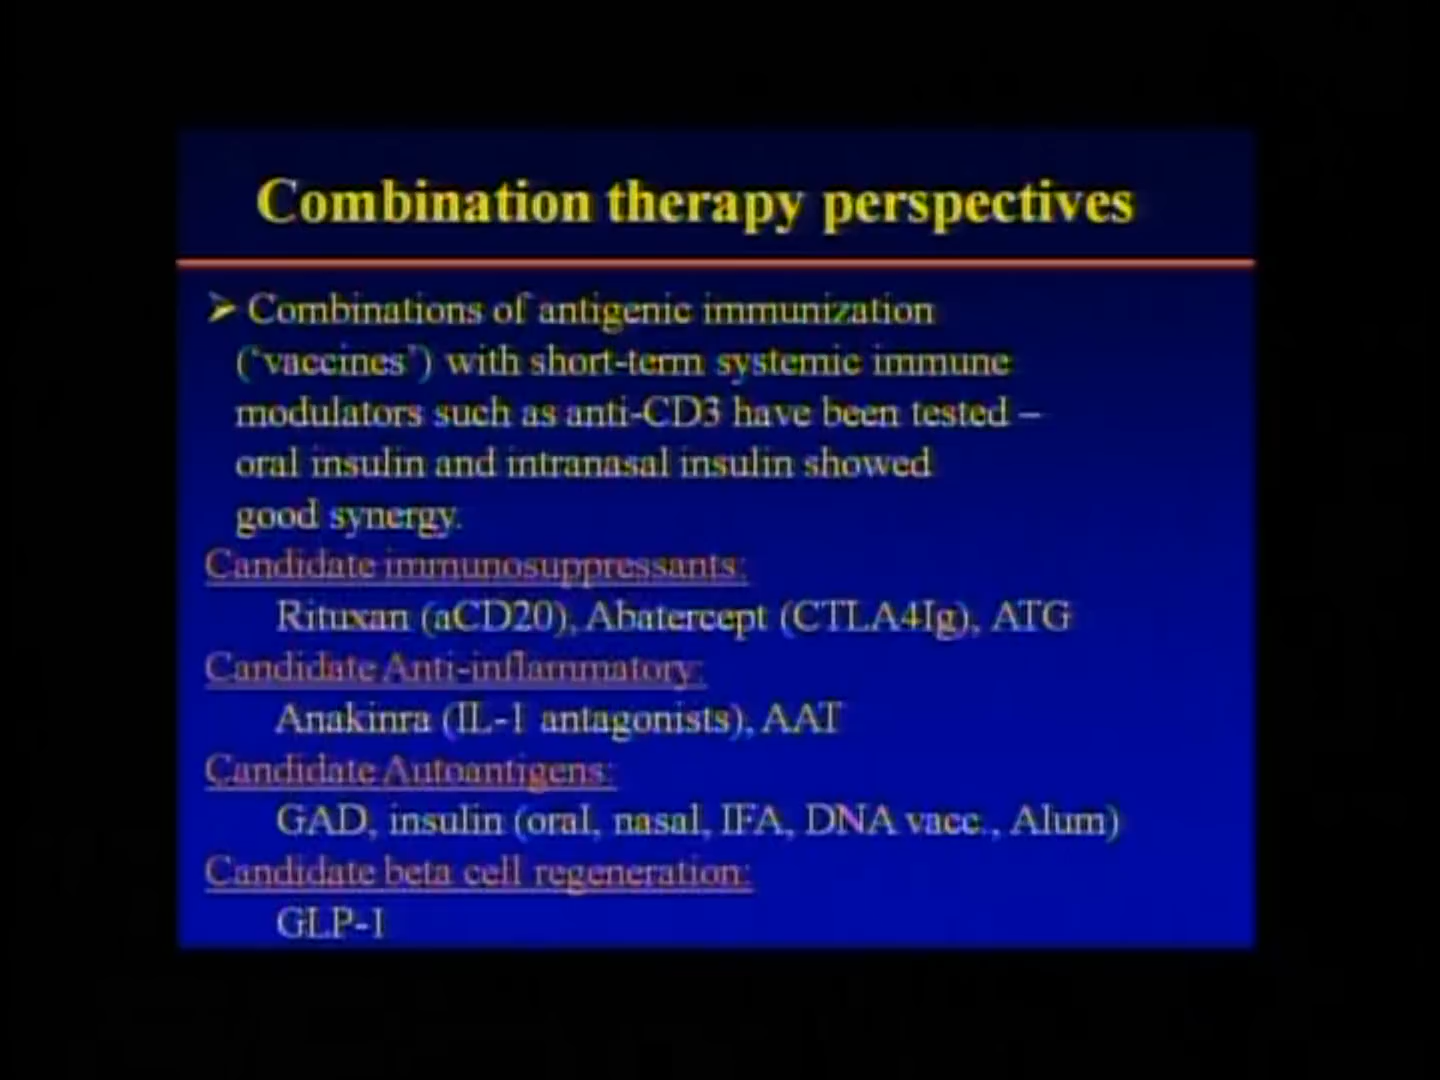 Combination therapy perspectives
➢ Combinations of antigenic immunization
('vaccines') with short-term systemic immune
modulators such as anti-CD3 have been tested –
oral insulin and intranasal insulin showed
good synergy.
Candidate immunosuppressants:
Rituxan (aCD20), Abatercept (CTLA4Ig), ATG
Candidate Anti-inflammatory:
Anakinra (IL-1 antagonists), AAT
Candidate Autoantigens:
GAD, insulin (oral, nasal, IFA, DNA vacc., Alum)
Candidate beta cell regeneration:
GLP-1